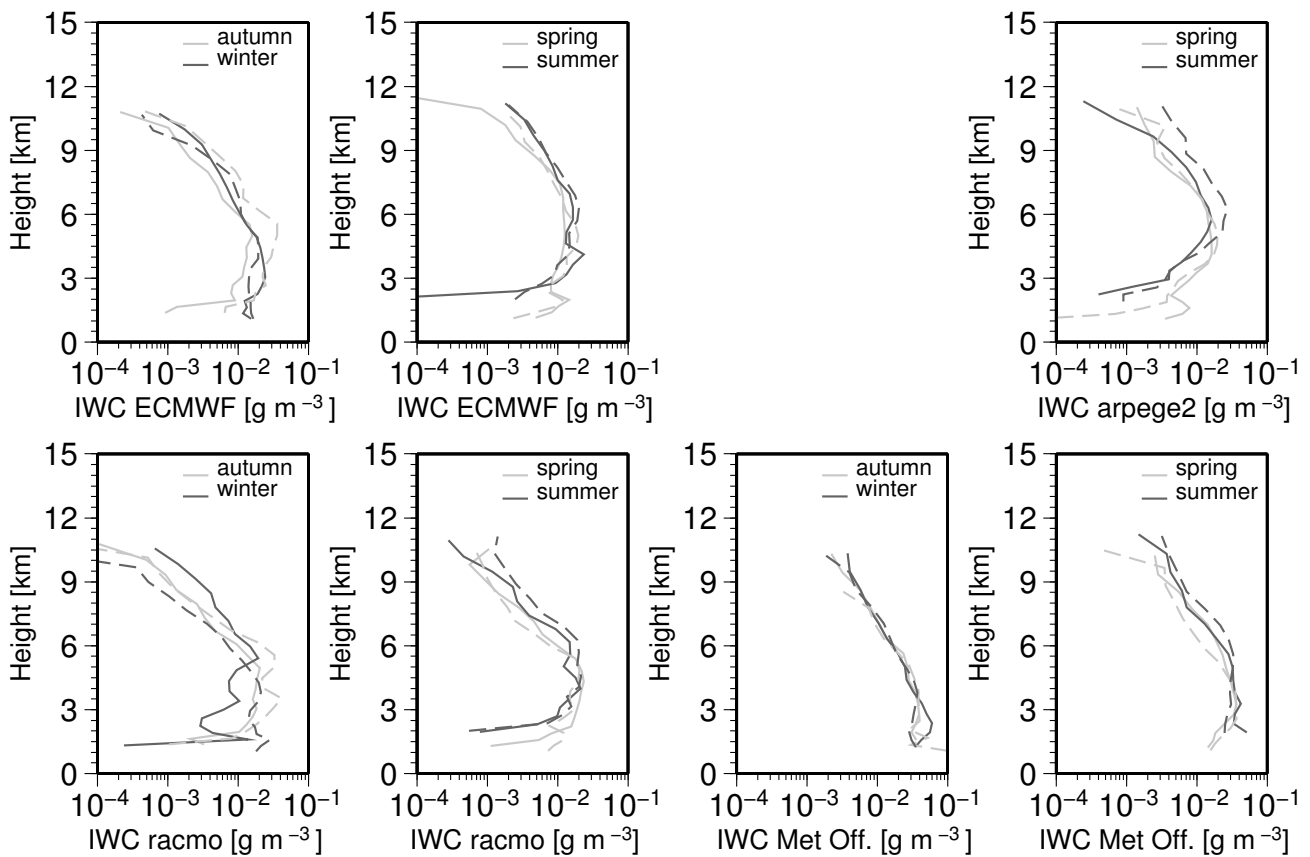 15
12
9
6
3
0
Height [km]
autumn
winter
10⁻⁴ 10⁻³ 10⁻² 10⁻¹
IWC ECMWF [g m⁻³]
15
12
9
6
3
0
Height [km]
spring
summer
10⁻⁴ 10⁻³ 10⁻² 10⁻¹
IWC ECMWF [g m⁻³]
15
12
9
6
3
0
Height [km]
spring
summer
10⁻⁴ 10⁻³ 10⁻² 10⁻¹
IWC arpege2 [g m⁻³]
15
12
9
6
3
0
Height [km]
autumn
winter
10⁻⁴ 10⁻³ 10⁻² 10⁻¹
IWC racmo [g m⁻³]
15
12
9
6
3
0
Height [km]
spring
summer
10⁻⁴ 10⁻³ 10⁻² 10⁻¹
IWC racmo [g m⁻³]
15
12
9
6
3
0
Height [km]
autumn
winter
10⁻⁴ 10⁻³ 10⁻² 10⁻¹
IWC Met Off. [g m⁻³]
15
12
9
6
3
0
Height [km]
spring
summer
10⁻⁴ 10⁻³ 10⁻² 10⁻¹
IWC Met Off. [g m⁻³]